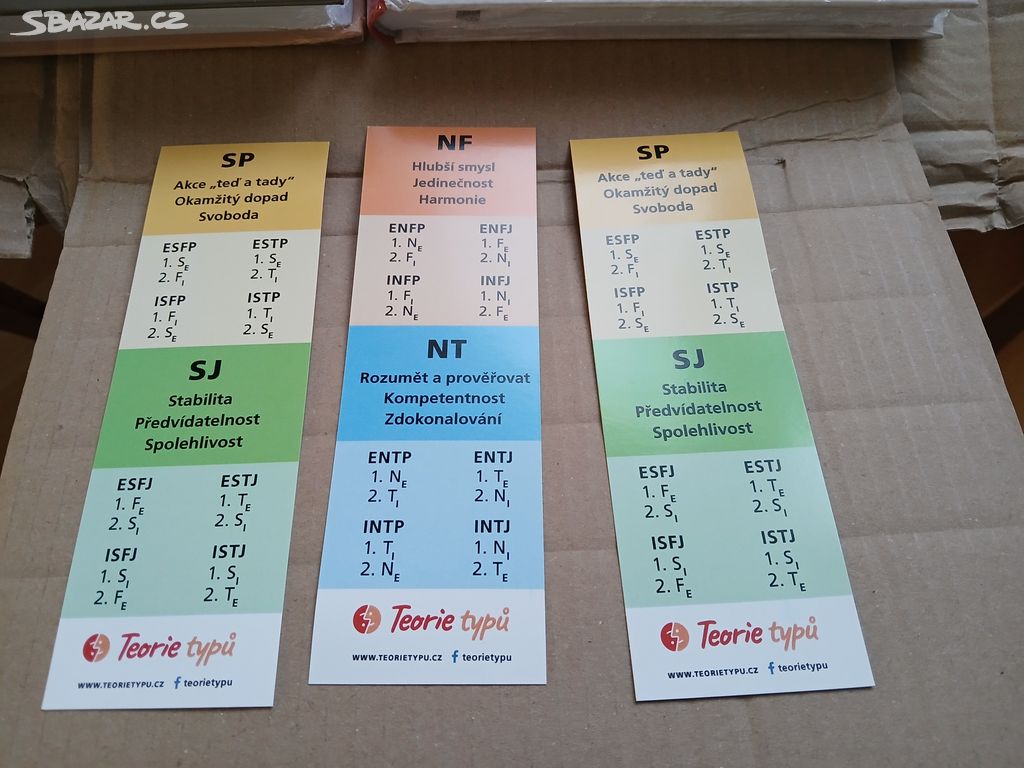 SBAZAR.CZ
SP
Akce „teď a tady“
Okamžitý dopad
Svoboda
ESFP ESTP
1. SE 1. SE
2. FI 2. TI
ISFP ISTP
1. FI 1. TI
2. SE 2. SE
SJ
Stabilita
Předvídatelnost
Spolehlivost
ESFJ ESTJ
1. FE 1. TE
2. SI 2. SI
ISFJ ISTJ
1. SI 1. SI
2. FE 2. TE
Teorie typů
WWW.TEORIETYPU.CZ f teorietypu
NF
Hlubší smysl
Jedinečnost
Harmonie
ENFP ENFJ
1. NE 1. FE
2. FI 2. NI
INFP INFJ
1. FI 1. NI
2. NE 2. FE
NT
Rozumět a prověřovat
Kompetentnost
Zdokonalování
ENTP ENTJ
1. NE 1. TE
2. TI 2. NI
INTP INTJ
1. TI 1. NI
2. NE 2. TE
Teorie typů
WWW.TEORIETYPU.CZ f teorietypu
SP
Akce „teď a tady“
Okamžitý dopad
Svoboda
ESFP ESTP
1. SE 1. SE
2. FI 2. TI
ISFP ISTP
1. FI 1. TI
2. SE 2. SE
SJ
Stabilita
Předvídatelnost
Spolehlivost
ESFJ ESTJ
1. FE 1. TE
2. SI 2. SI
ISFJ ISTJ
1. SI 1. SI
2. FE 2. TE
Teorie typů
WWW.TEORIETYPU.CZ f teorietypu